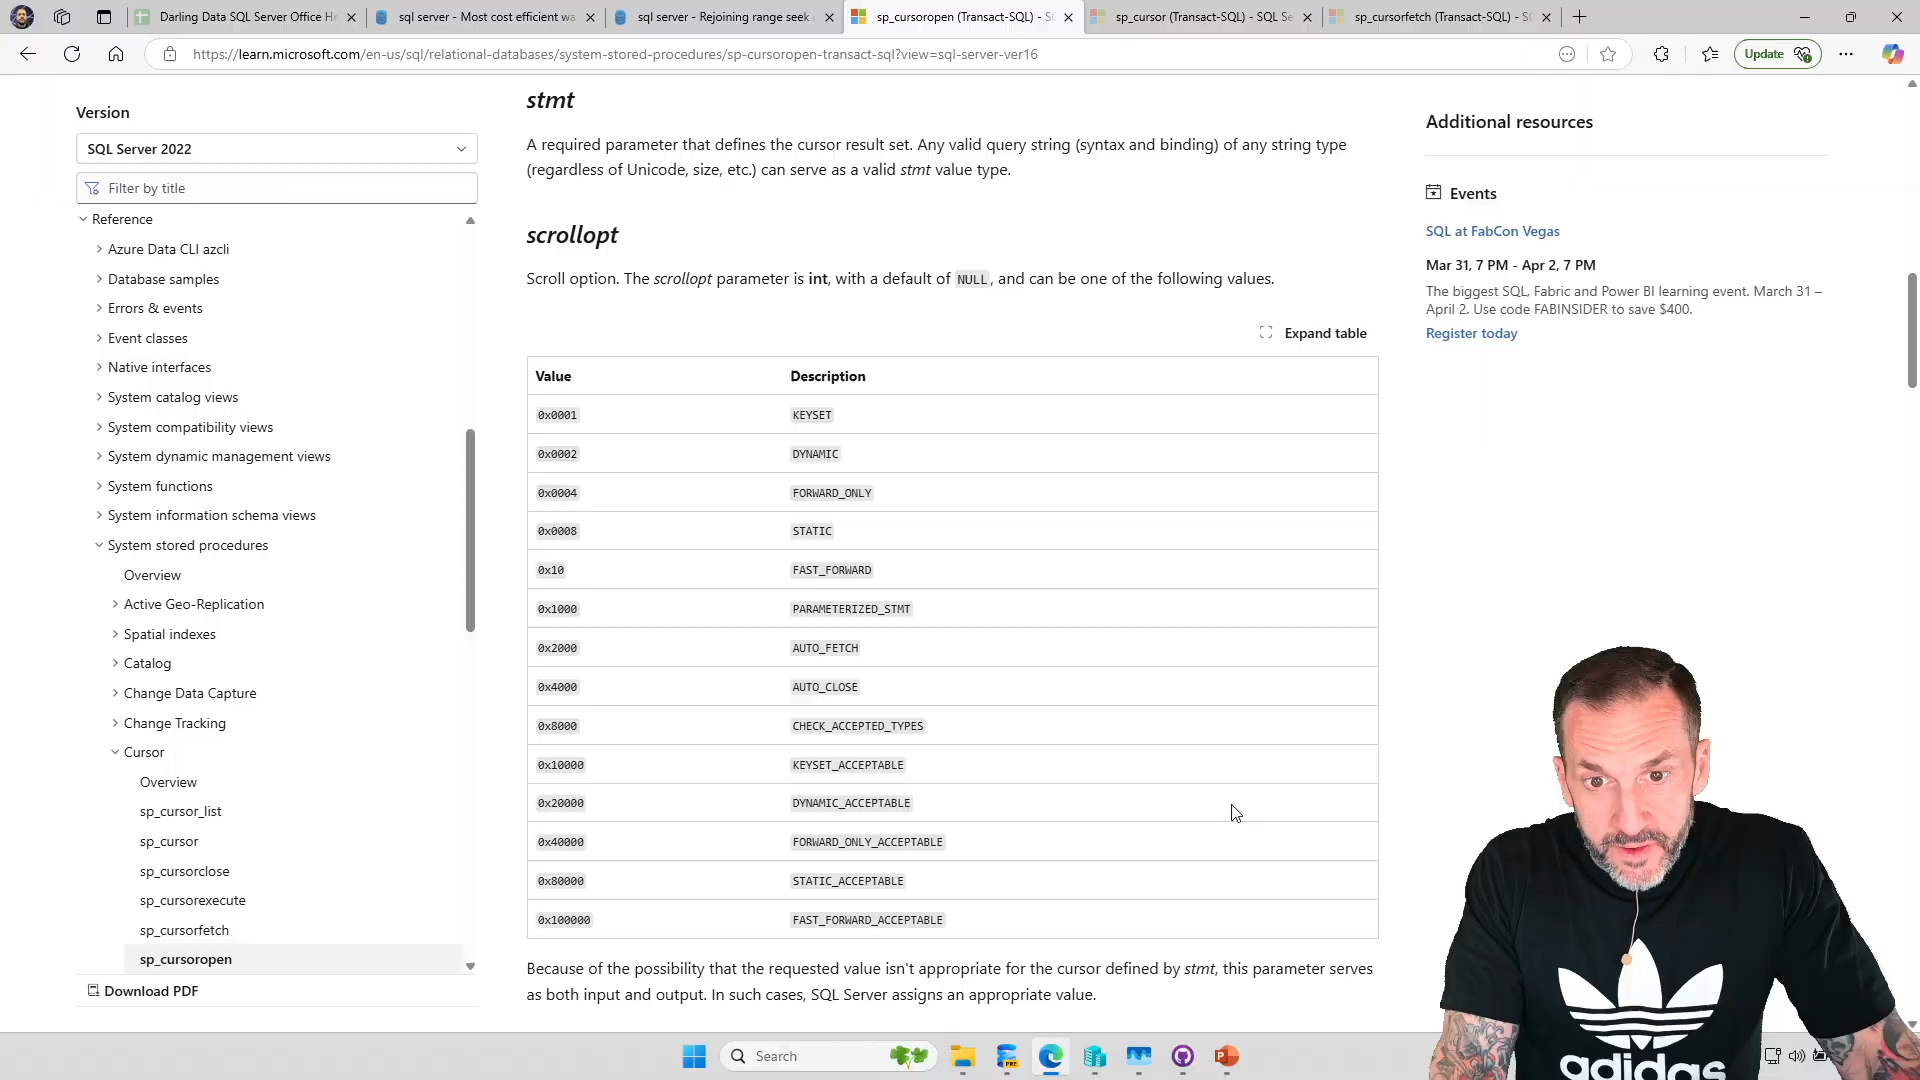 Darling Data SQL Server Office H
sql server - Most cost efficient wa
sql server - Rejoining range seek
sp_cursoropen (Transact-SQL) - S
sp_cursor (Transact-SQL) - SQL Se
sp_cursorfetch (Transact-SQL) - S
https://learn.microsoft.com/en-us/sql/relational-databases/system-stored-procedures/sp-cursoropen-transact-sql?view=sql-server-ver16
Update
Version
SQL Server 2022
Filter by title
Reference
Azure Data CLI azcli
Database samples
Errors & events
Event classes
Native interfaces
System catalog views
System compatibility views
System dynamic management views
System functions
System information schema views
System stored procedures
Overview
Active Geo-Replication
Spatial indexes
Catalog
Change Data Capture
Change Tracking
Cursor
Overview
sp_cursor_list
sp_cursor
sp_cursorclose
sp_cursorexecute
sp_cursorfetch
sp_cursoropen
Download PDF
stmt
A required parameter that defines the cursor result set. Any valid query string (syntax and binding) of any string type
(regardless of Unicode, size, etc.) can serve as a valid stmt value type.
scrollopt
Scroll option. The scrollopt parameter is int, with a default of NULL, and can be one of the following values.
Expand table
Value Description
0x0001 KEYSET
0x0002 DYNAMIC
0x0004 FORWARD_ONLY
0x0008 STATIC
0x10 FAST_FORWARD
0x1000 PARAMETERIZED_STMT
0x2000 AUTO_FETCH
0x4000 AUTO_CLOSE
0x8000 CHECK_ACCEPTED_TYPES
0x10000 KEYSET_ACCEPTABLE
0x20000 DYNAMIC_ACCEPTABLE
0x40000 FORWARD_ONLY_ACCEPTABLE
0x80000 STATIC_ACCEPTABLE
0x100000 FAST_FORWARD_ACCEPTABLE
Because of the possibility that the requested value isn't appropriate for the cursor defined by stmt, this parameter serves
as both input and output. In such cases, SQL Server assigns an appropriate value.
Additional resources
Events
SQL at FabCon Vegas
Mar 31, 7 PM - Apr 2, 7 PM
The biggest SQL, Fabric and Power BI learning event. March 31 –
April 2. Use code FABINSIDER to save $400.
Register today
adidas
Search
PRE